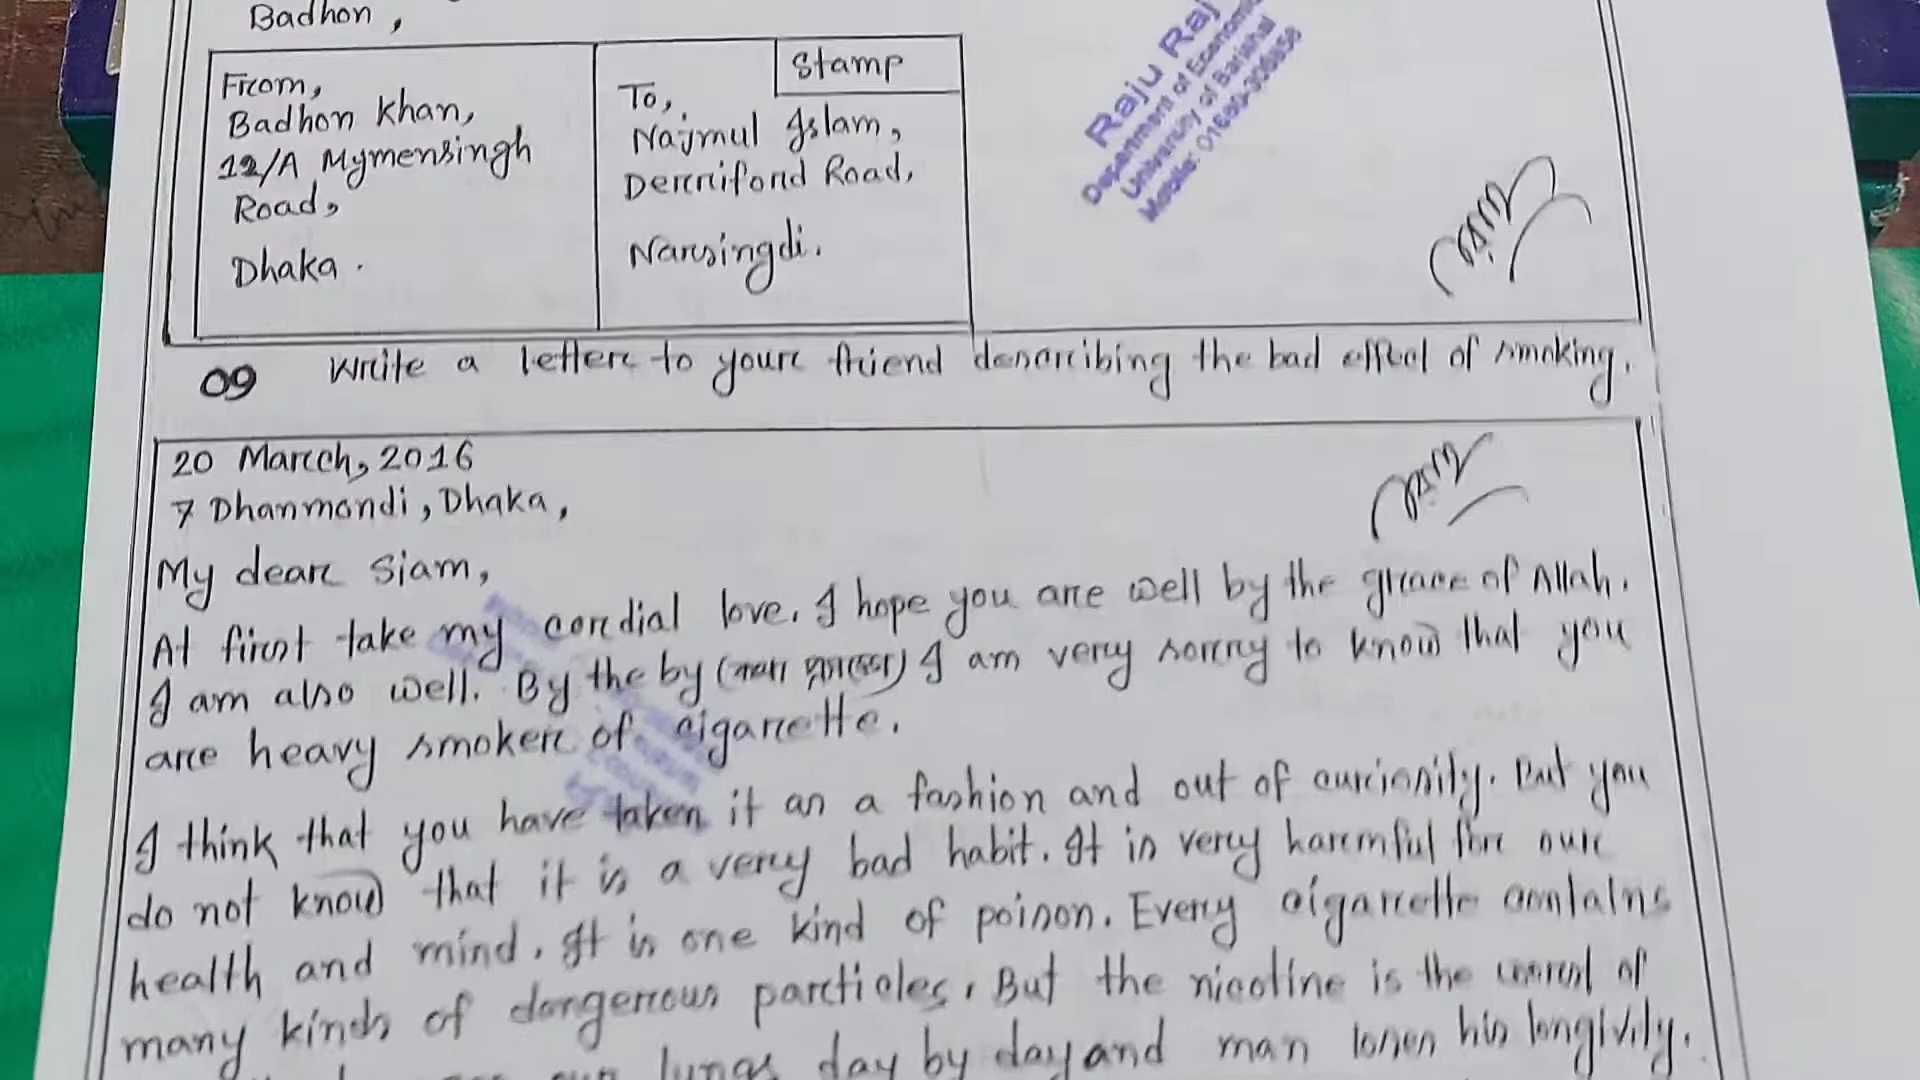 Badhon,
From,
Badhon Khan,
12/A Mymensingh
Road,
Dhaka.
Stamp
To,
Najmul Islam,
Derriford Road,
Narsingdi.
Raju Raj
Department of Economic
University of Barishal
Mobile:
09 Write a letter to your friend describing the bad effect of smoking.
20 March, 2016
7 Dhanmondi, Dhaka,
My dear Siam,
At first take my cordial love. I hope you are well by the grace of Allah.
I am also well. By the by I am very sorry to know that you
are heavy smoker of cigarette.
I think that you have taken it as a fashion and out of curiosity. But you
do not know that it is a very bad habit. It is very harmful for our
health and mind. It is one kind of poison. Every cigarette contains
many kinds of dangerous particles. But the nicotine is the worst of
lungs day by day and man loses his longivity.